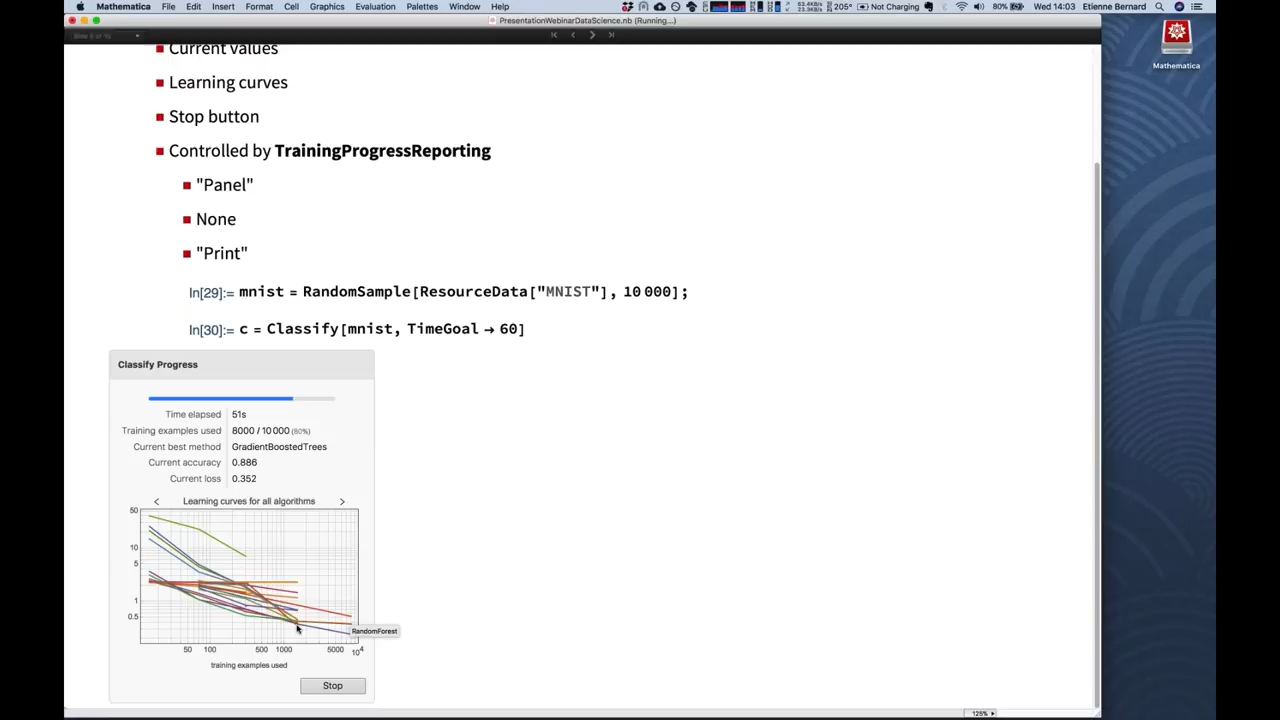 Mathematica File Edit Insert Format Cell Graphics Evaluation Palettes Window Help 205° Not Charging 80% Wed 14:03 Etienne Bernard
PresentationWebinarDataScience.nb (Running...)
Current values
Mathematica
Learning curves
Stop button
Controlled by TrainingProgressReporting
"Panel"
None
"Print"
In[29]:= mnist = RandomSample[ResourceData["MNIST"], 10 000];
In[30]:= c = Classify[mnist, TimeGoal → 60]
Classify Progress
Time elapsed 51s
Training examples used 8000 / 10 000 (80%)
Current best method GradientBoostedTrees
Current accuracy 0.886
Current loss 0.352
Learning curves for all algorithms
50
10
5
1
0.5
RandomForest
50 100 500 1000 5000 10⁴
training examples used
Stop
125%